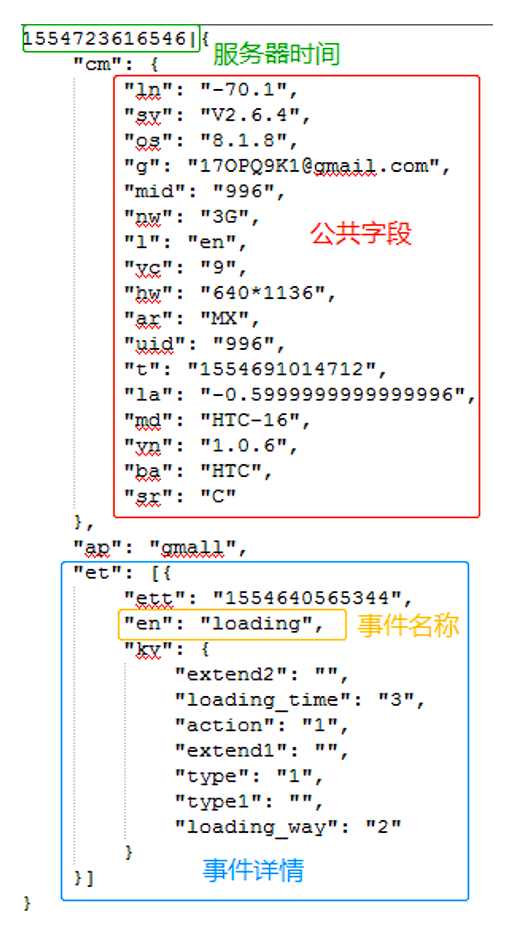 1554723616546|{
服务器时间
"cm": {
"ln": "-70.1",
"sv": "V2.6.4",
"os": "8.1.8",
"g": "17OPQ9K1@gmail.com",
"mid": "996",
"nw": "3G",
公共字段
"l": "en",
"vc": "9",
"hw": "640*1136",
"ar": "MX",
"uid": "996",
"t": "1554691014712",
"la": "-0.5999999999999996",
"md": "HTC-16",
"vn": "1.0.6",
"ba": "HTC",
"sr": "C"
},
"ap": "gmall",
"et": [{
"ett": "1554640565344",
"en": "loading",
事件名称
"kv": {
"extend2": "",
"loading_time": "3",
"action": "1",
"extend1": "",
"type": "1",
"type1": "",
"loading_way": "2"
}
事件详情
}]
}